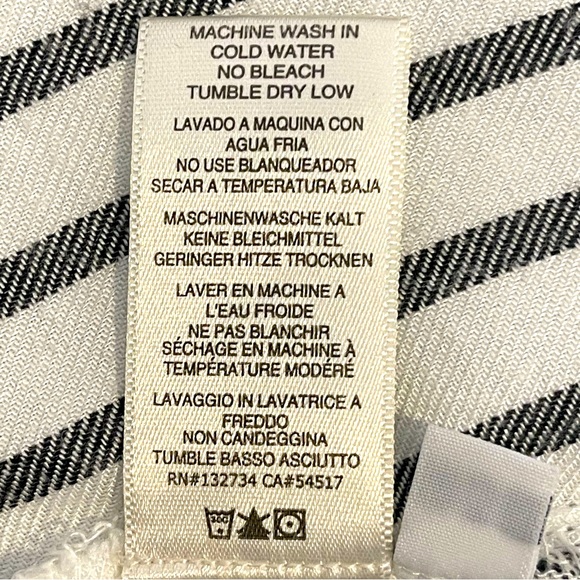 MACHINE WASH IN
COLD WATER
NO BLEACH
TUMBLE DRY LOW
LAVADO A MAQUINA CON
AGUA FRIA
NO USE BLANQUEADOR
SECAR A TEMPERATURA BAJA
MASCHINENWASCHE KALT
KEINE BLEICHMITTEL
GERINGER HITZE TROCKNEN
LAVER EN MACHINE A
L'EAU FROIDE
NE PAS BLANCHIR
SÉCHAGE EN MACHINE À
TEMPÉRATURE MODÉRÉ
LAVAGGIO IN LAVATRICE A
FREDDO
NON CANDEGGINA
TUMBLE BASSO ASCIUTTO
RN#132734 CA#54517